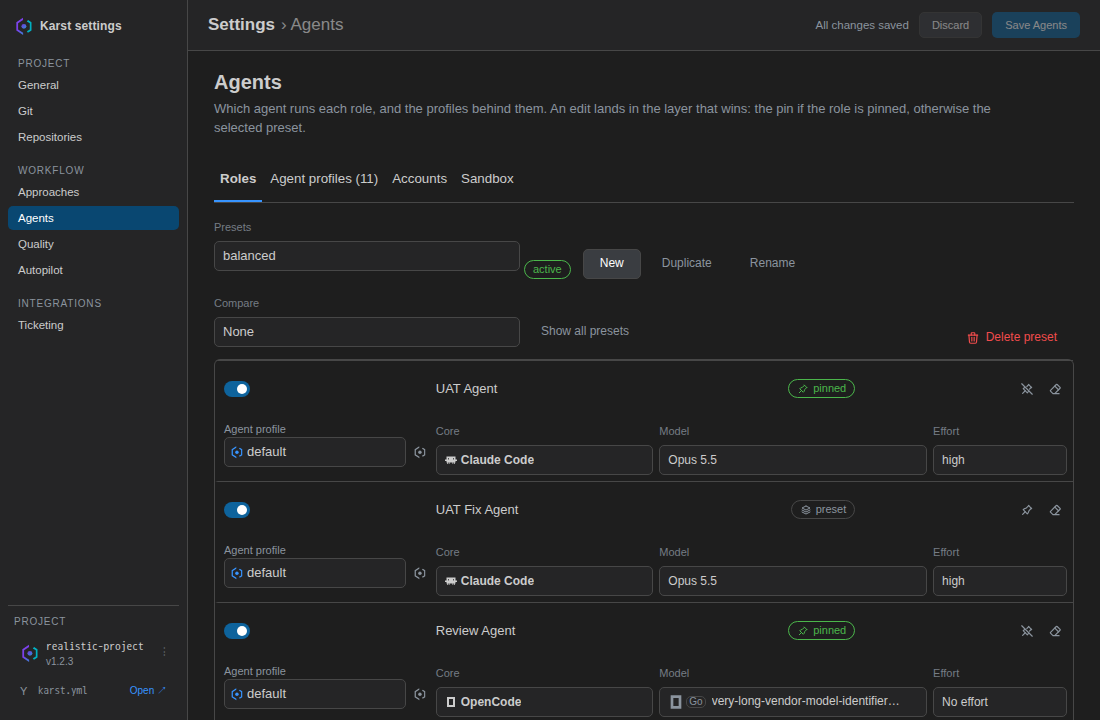 Karst settings
PROJECT
General
Git
Repositories
WORKFLOW
Approaches
Agents
Quality
Autopilot
INTEGRATIONS
Ticketing
PROJECT
realistic-project
v1.2.3
Y karst.yml Open ↗
Settings › Agents
All changes saved Discard Save Agents
Agents
Which agent runs each role, and the profiles behind them. An edit lands in the layer that wins: the pin if the role is pinned, otherwise the
selected preset.
Roles Agent profiles (11) Accounts Sandbox
Presets
balanced active New Duplicate Rename
Compare
None Show all presets Delete preset
UAT Agent pinned
Agent profile Core Model Effort
default Claude Code Opus 5.5 high
UAT Fix Agent preset
Agent profile Core Model Effort
default Claude Code Opus 5.5 high
Review Agent pinned
Agent profile Core Model Effort
default OpenCode Go very-long-vendor-model-identifier… No effort